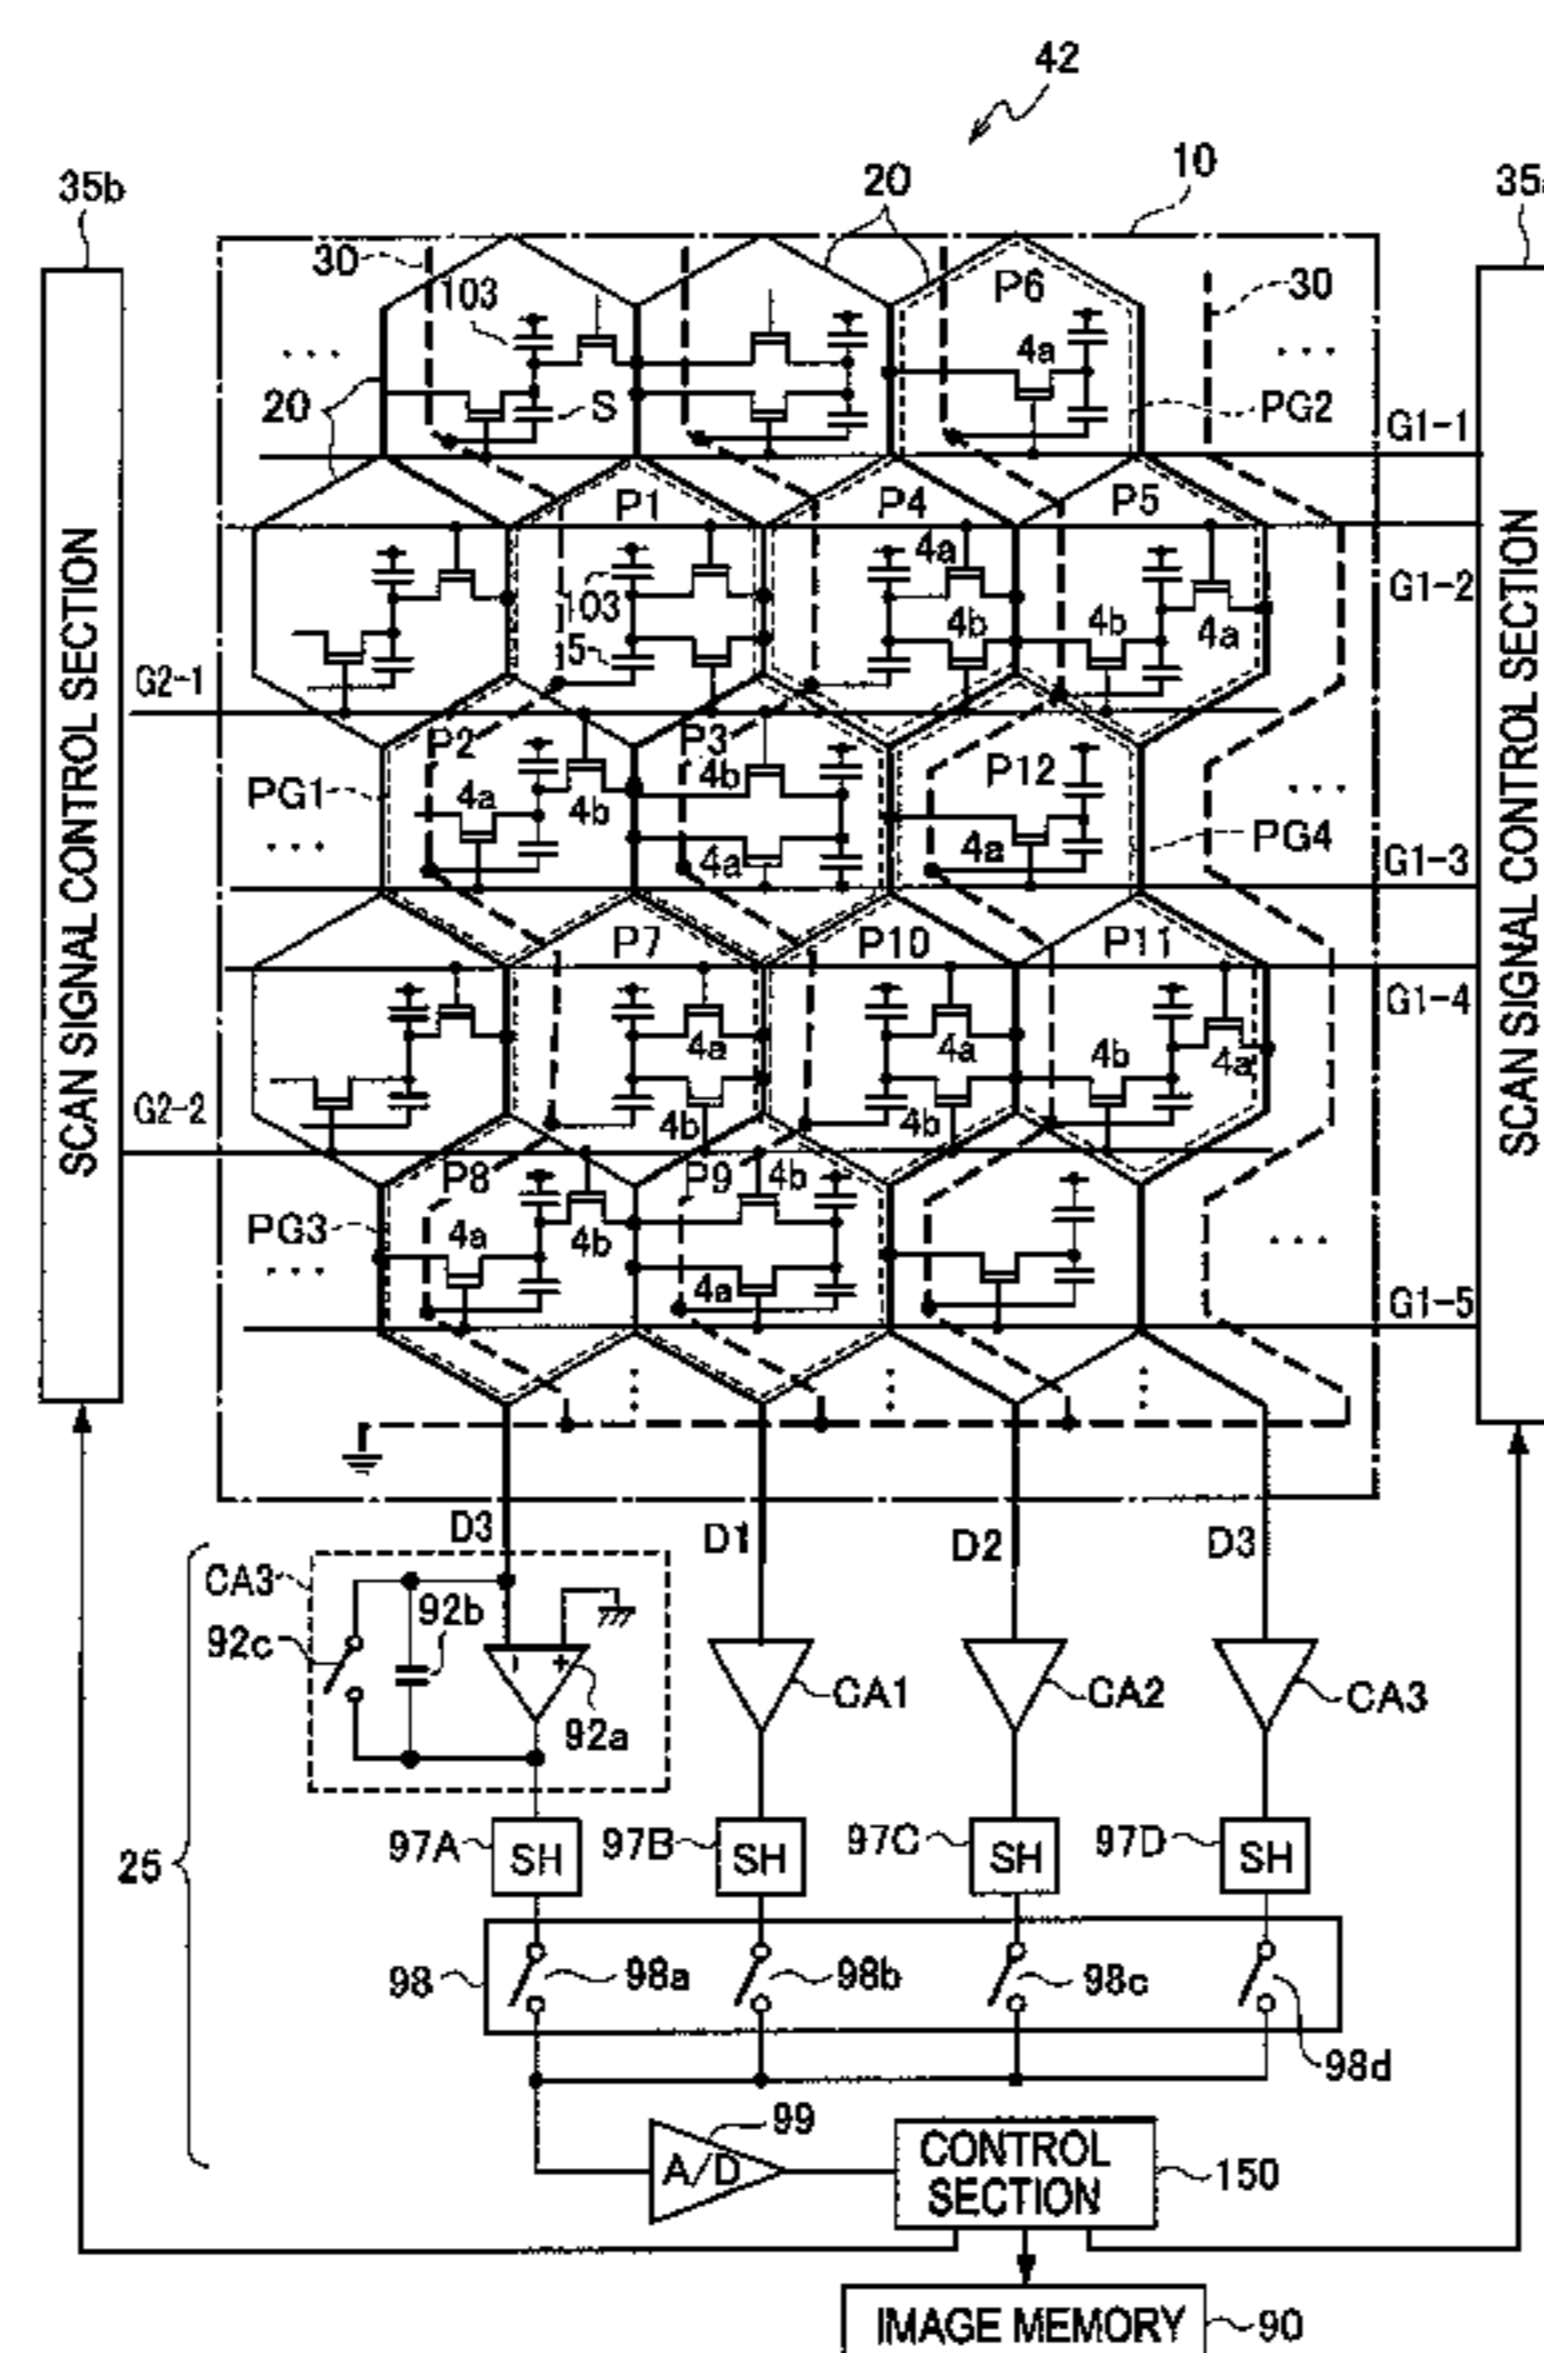 42
10
20
35b
35a
30
103
P6
30
4a
S
PG2
20
G1-1
P1
P4
P5
4a
103
G1-2
4b
4b
4a
5
G2-1
P2
P3
4b
P12
PG1
4a
4b
4a
4a
PG4
G1-3
P7
P10
P11
G1-4
4a
4a
4b
4a
G2-2
4b
4b
P8
P9
4b
PG3
4a
4b
4a
G1-5
SCAN SIGNAL CONTROL SECTION
SCAN SIGNAL CONTROL SECTION
D3
D1
D2
D3
CA3
92b
92c
- +
92a
CA1
CA2
CA3
97A
SH
97B
SH
97C
SH
97D
SH
25
98
98a
98b
98c
98d
99
A/D
CONTROL
SECTION
150
IMAGE MEMORY
90